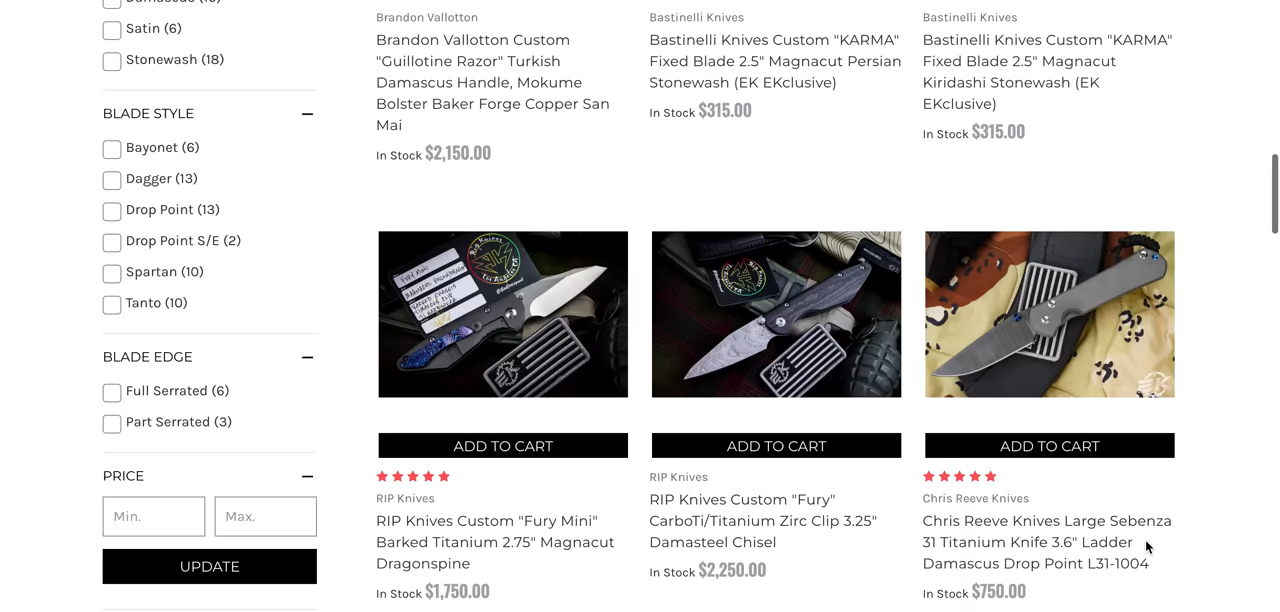 Satin (6)
Stonewash (18)
BLADE STYLE
Bayonet (6)
Dagger (13)
Drop Point (13)
Drop Point S/E (2)
Spartan (10)
Tanto (10)
BLADE EDGE
Full Serrated (6)
Part Serrated (3)
PRICE
Min.
Max.
UPDATE
Brandon Vallotton
Brandon Vallotton Custom
"Guillotine Razor" Turkish
Damascus Handle, Mokume
Bolster Baker Forge Copper San
Mai
In Stock $2,150.00
Bastinelli Knives
Bastinelli Knives Custom "KARMA"
Fixed Blade 2.5" Magnacut Persian
Stonewash (EK EKclusive)
In Stock $315.00
Bastinelli Knives
Bastinelli Knives Custom "KARMA"
Fixed Blade 2.5" Magnacut
Kiridashi Stonewash (EK
EKclusive)
In Stock $315.00
ADD TO CART
RIP Knives
RIP Knives Custom "Fury Mini"
Barked Titanium 2.75" Magnacut
Dragonspine
In Stock $1,750.00
ADD TO CART
RIP Knives
RIP Knives Custom "Fury"
CarboTi/Titanium Zirc Clip 3.25"
Damasteel Chisel
In Stock $2,250.00
ADD TO CART
Chris Reeve Knives
Chris Reeve Knives Large Sebenza
31 Titanium Knife 3.6" Ladder
Damascus Drop Point L31-1004
In Stock $750.00